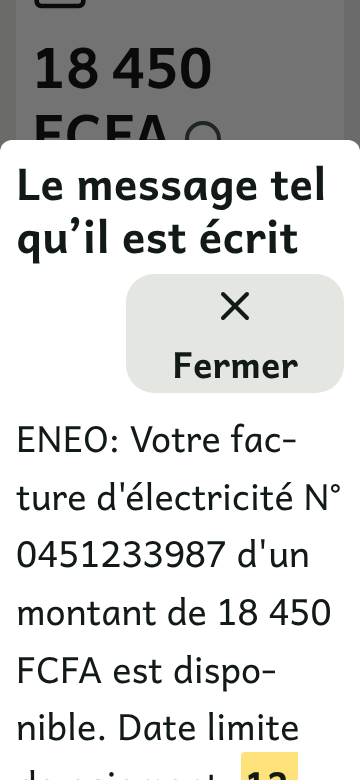 18 450
FCFA
Le message tel
qu’il est écrit
Fermer
ENEO: Votre fac-
ture d'électricité N°
0451233987 d'un
montant de 18 450
FCFA est dispo-
nible. Date limite